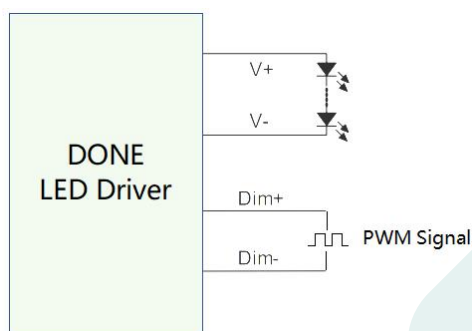 DONE
LED Driver
V+
V-
Dim+
Dim-
PWM Signal